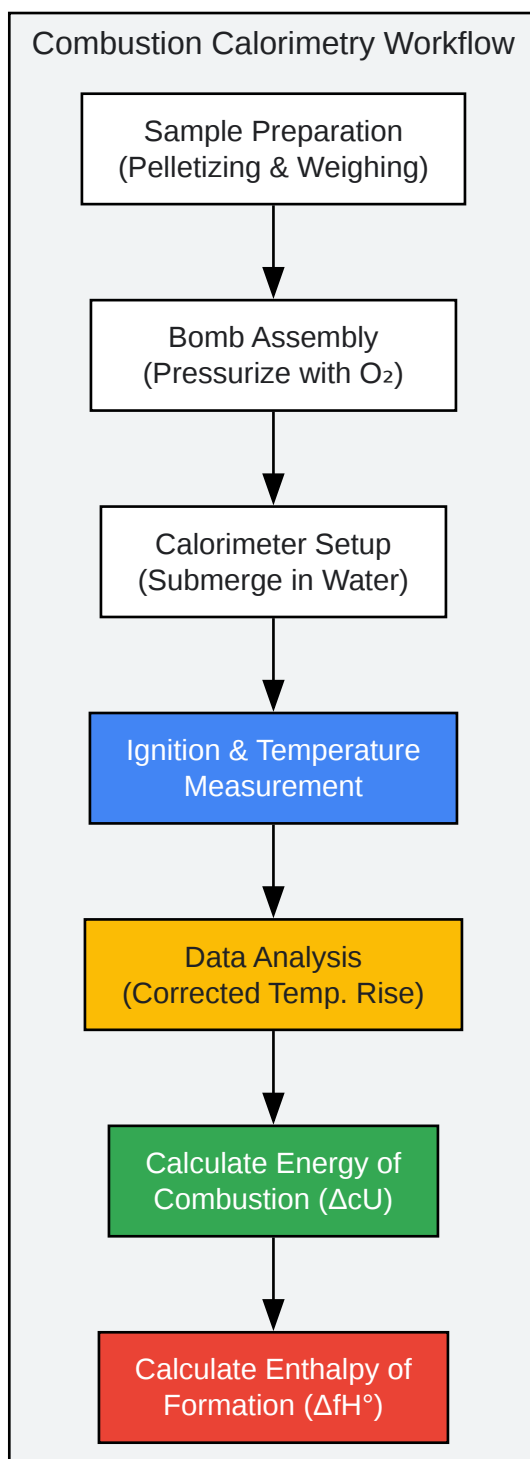 Combustion Calorimetry Workflow
Sample Preparation
(Pelletizing & Weighing)
Bomb Assembly
(Pressurize with O₂)
Calorimeter Setup
(Submerge in Water)
Ignition & Temperature
Measurement
Data Analysis
(Corrected Temp. Rise)
Calculate Energy of
Combustion (ΔcU)
Calculate Enthalpy of
Formation (ΔfH°)